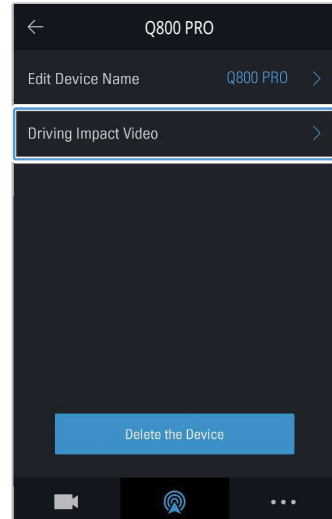 Q800 PRO
Edit Device Name Q800 PRO
Driving Impact Video
Delete the Device